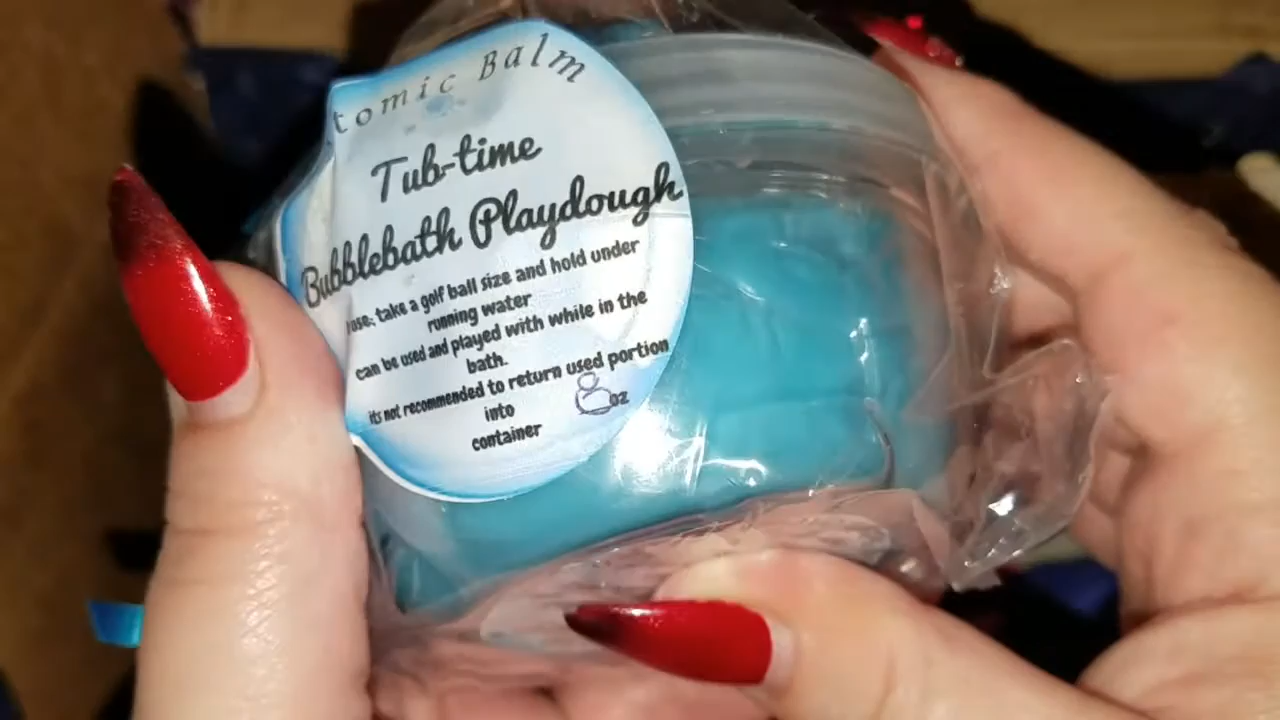 tomic Balm
Tub-time
Bubblebath Playdough
use: take a golf ball size and hold under
running water
can be used and played with while in the
bath.
its not recommended to return used portion
into
container
8oz